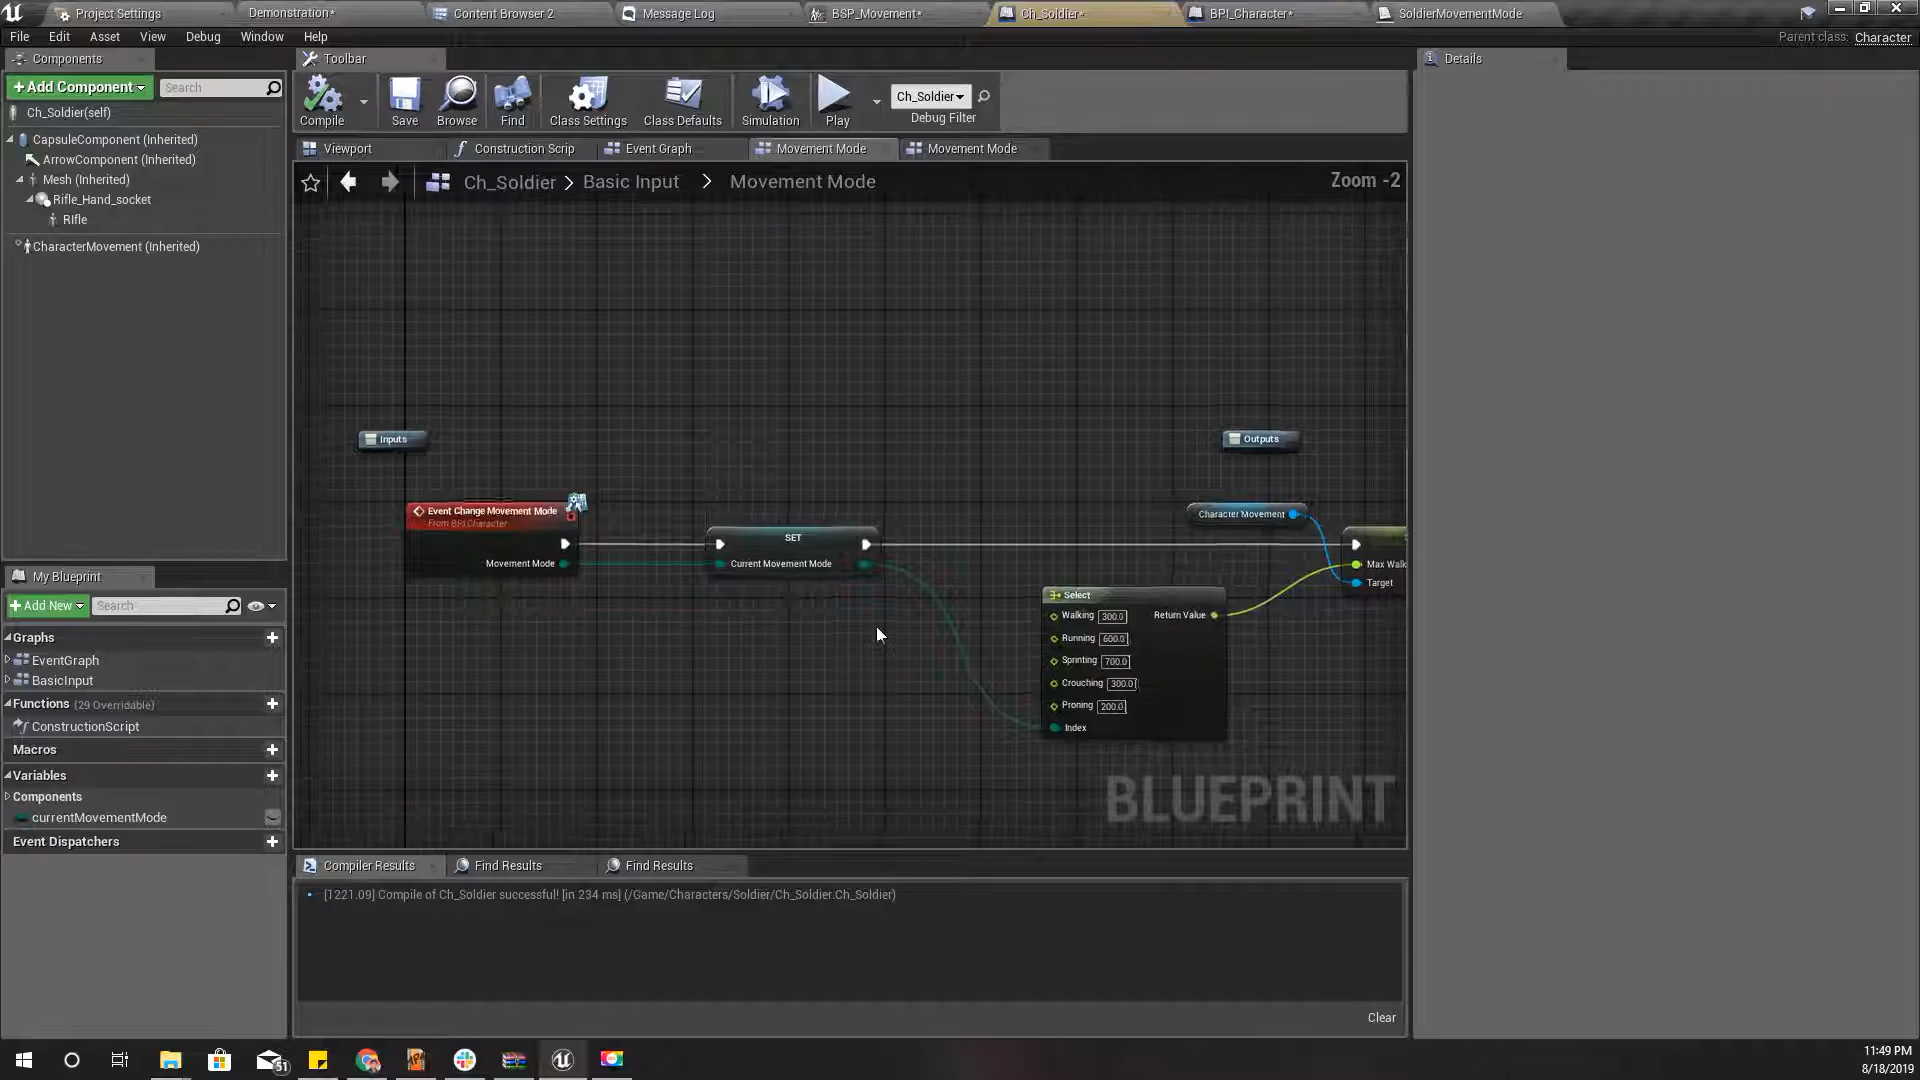 Project Settings
Demonstration*
Content Browser 2
Message Log
BSP_Movement*
Ch_Soldier*
BPI_Character*
SoldierMovementMode
File Edit Asset View Debug Window Help
Parent class: Character
Components
Toolbar
Details
+Add Component
Search
Ch_Soldier(self)
CapsuleComponent (Inherited)
ArrowComponent (Inherited)
Mesh (Inherited)
Rifle_Hand_socket
RIfle
CharacterMovement (Inherited)
Compile
Save
Browse
Find
Class Settings
Class Defaults
Simulation
Play
Ch_Soldier
Debug Filter
Viewport
Construction Scrip
Event Graph
Movement Mode
Movement Mode
Ch_Soldier > Basic Input > Movement Mode
Zoom -2
Inputs
Outputs
Event Change Movement Mode
From BPI Character
Movement Mode
SET
Current Movement Mode
Character Movement
Max Walk
Target
Select
Walking 300.0
Return Value
Running 600.0
Sprinting 700.0
Crouching 300.0
Proning 200.0
Index
BLUEPRINT
My Blueprint
+Add New
Search
Graphs
EventGraph
BasicInput
Functions (29 Overridable)
ConstructionScript
Macros
Variables
Components
currentMovementMode
Event Dispatchers
Compiler Results
Find Results
Find Results
[1221.09] Compile of Ch_Soldier successful! [in 234 ms] (/Game/Characters/Soldier/Ch_Soldier.Ch_Soldier)
Clear
51
11:49 PM
8/18/2019